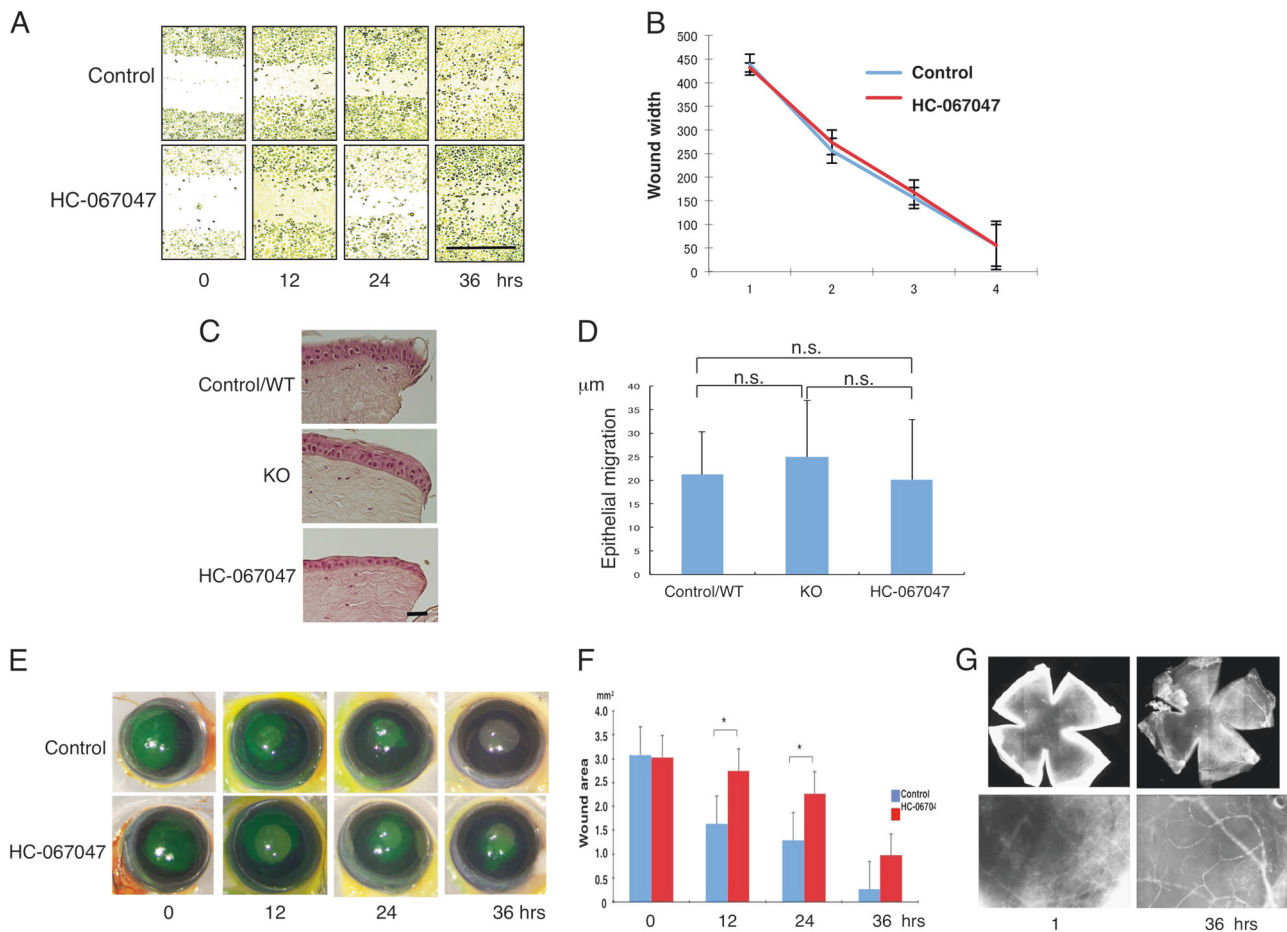 A
Control
HC-067047
0 12 24 36 hrs
B
500
450
400
350
300
250
200
150
100
50
0
Wound width
Control
HC-067047
1 2 3 4
C
Control/WT
KO
HC-067047
D
n.s.
n.s. n.s.
μm
40
35
30
25
20
15
10
5
0
Epithelial migration
Control/WT KO HC-067047
E
Control
HC-067047
0 12 24 36 hrs
F
mm²
4.0
3.5
3.0
2.5
2.0
1.5
1.0
0.5
0.0
Wound area
* *
Control
HC-06704
0 12 24 36 hrs
G
1 36 hrs